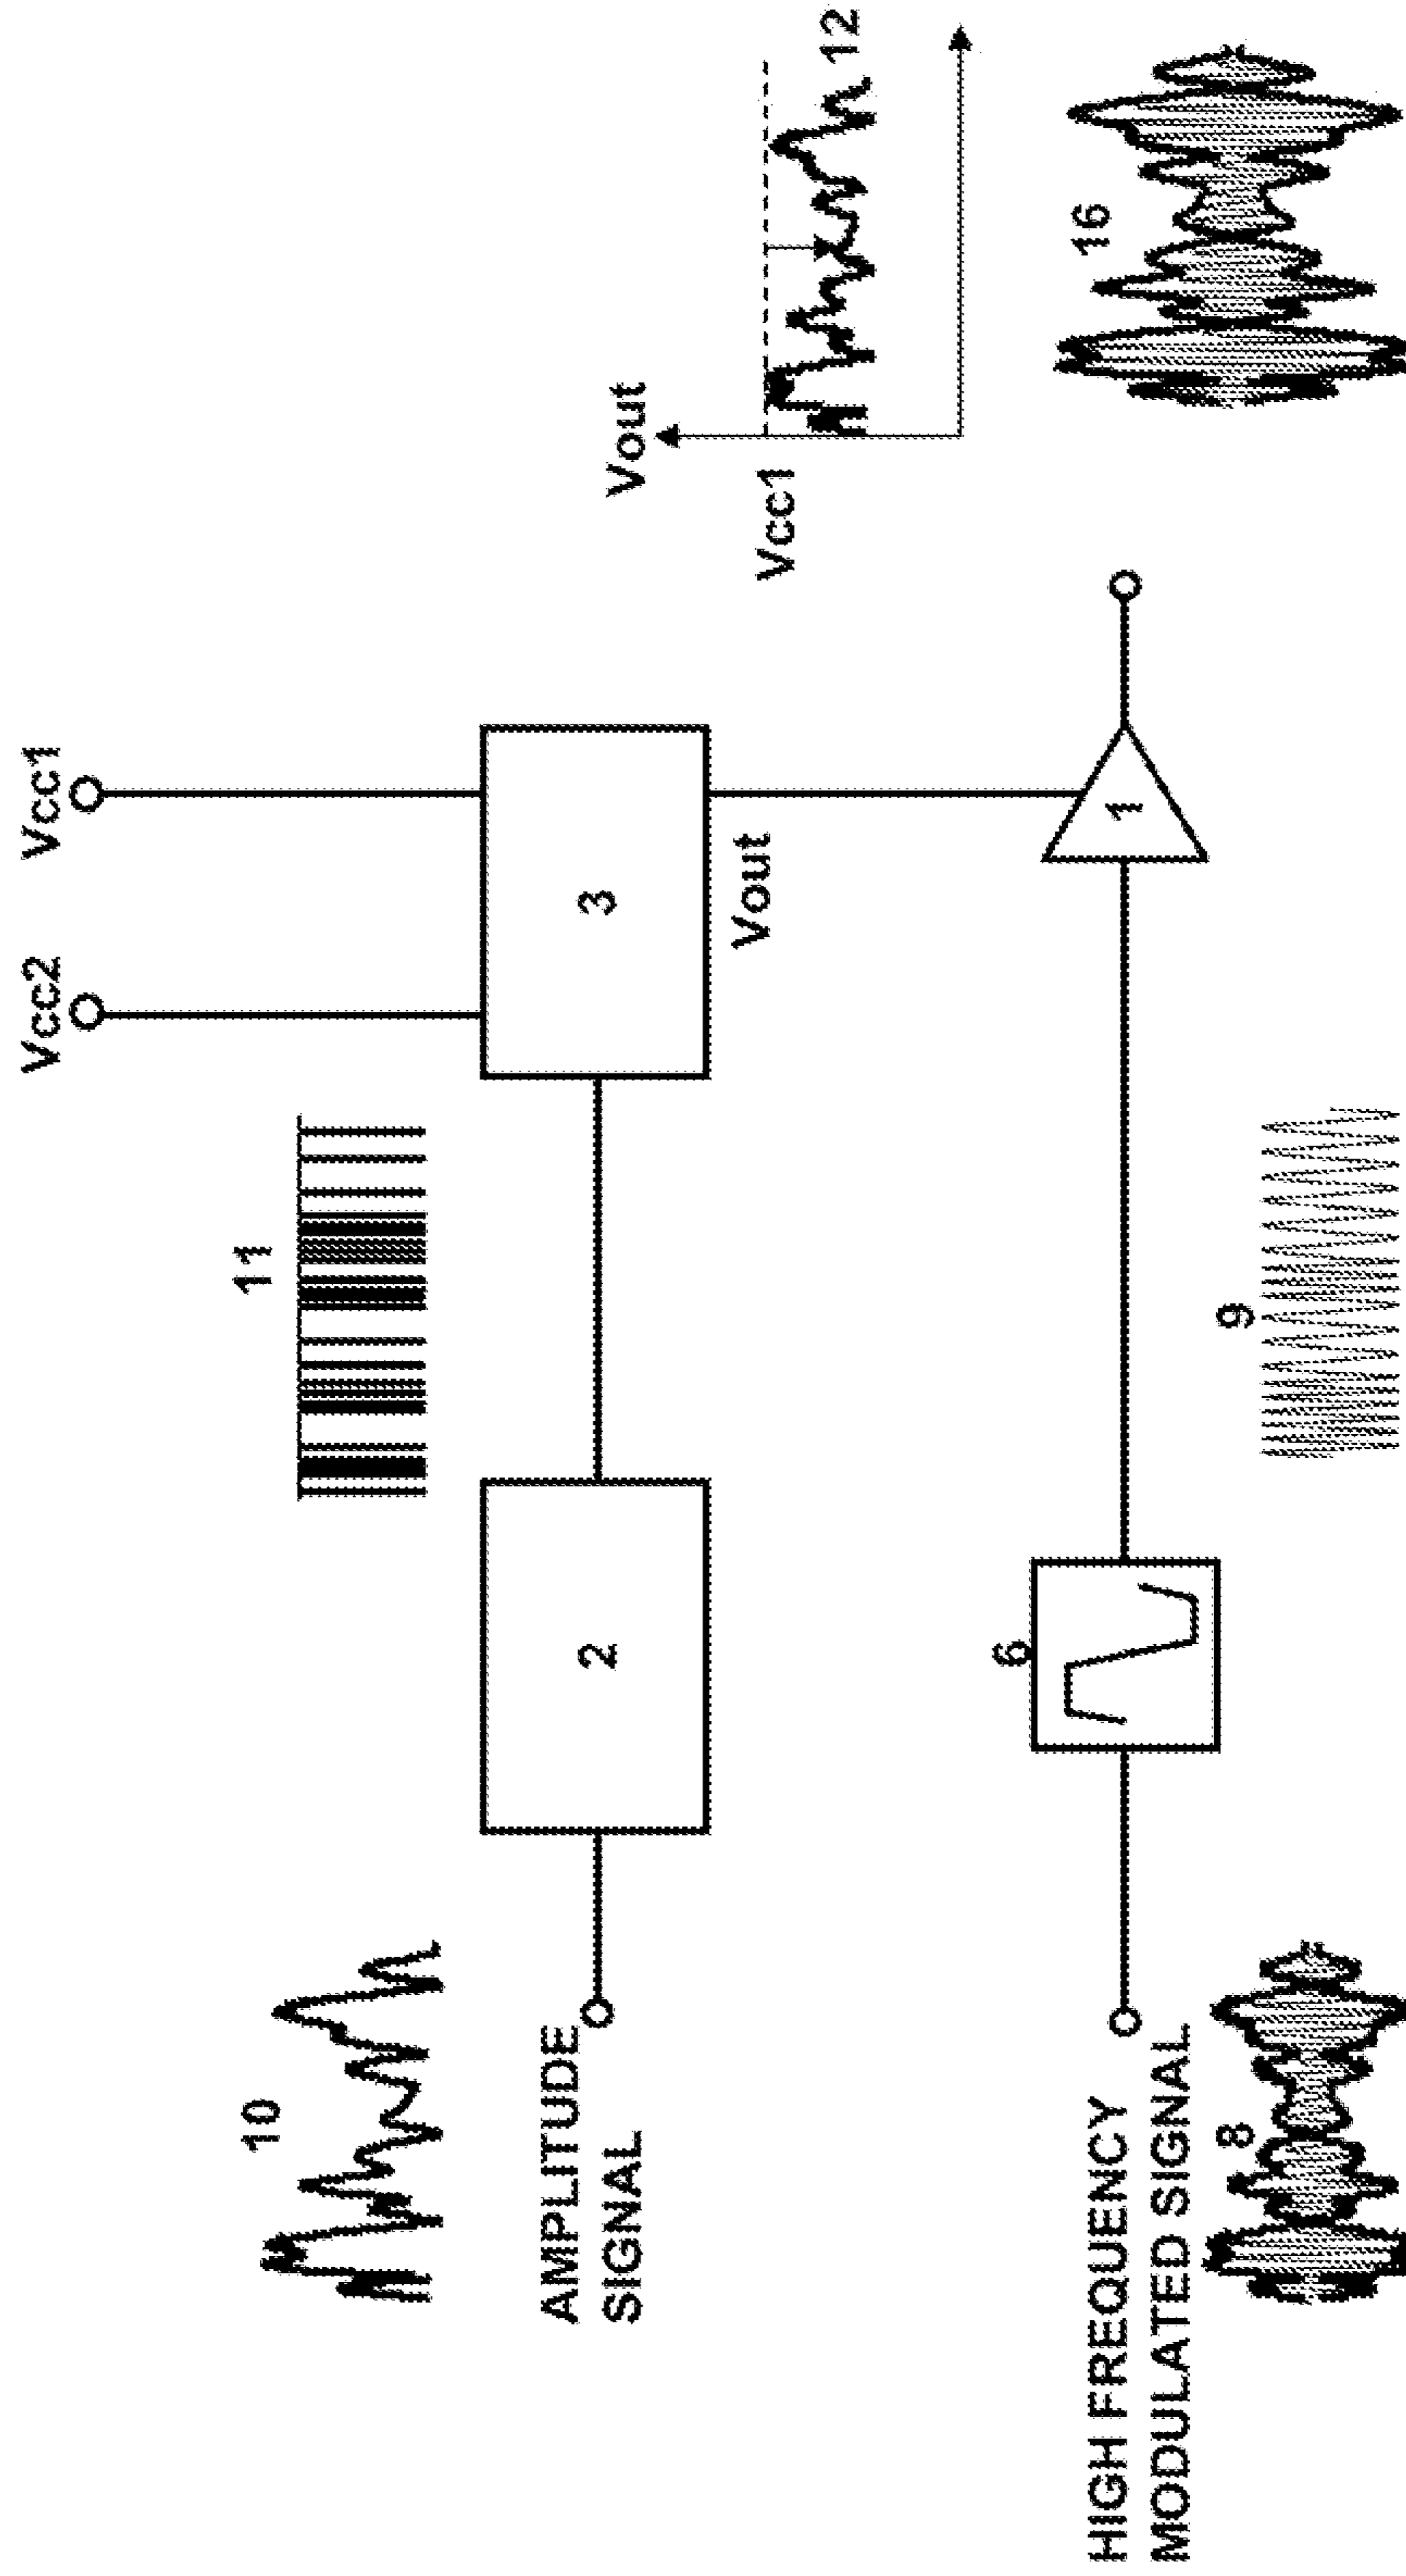 Vcc2
Vcc1
10
11
AMPLITUDE
SIGNAL
2
3
Vout
Vout
Vcc1
12
HIGH FREQUENCY
MODULATED SIGNAL
6
1
8
9
16